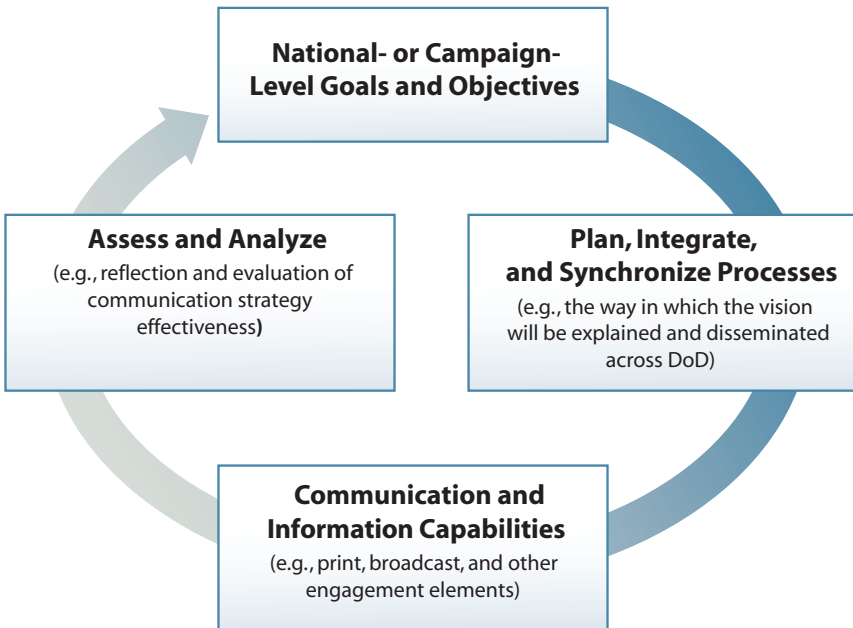 National- or Campaign-
Level Goals and Objectives
Plan, Integrate,
and Synchronize Processes
(e.g., the way in which the vision
will be explained and disseminated
across DoD)
Communication and
Information Capabilities
(e.g., print, broadcast, and other
engagement elements)
Assess and Analyze
(e.g., reflection and evaluation of
communication strategy
effectiveness)